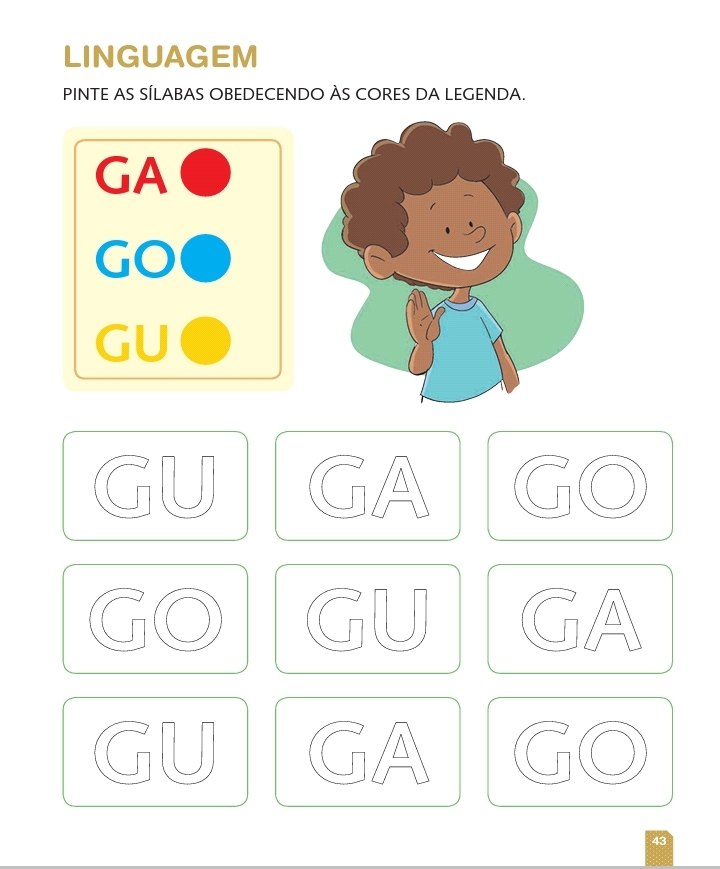 LINGUAGEM
PINTE AS SÍLABAS OBEDECENDO ÀS CORES DA LEGENDA.
GA
GO
GU
GU GA GO
GO GU GA
GU GA GO
43